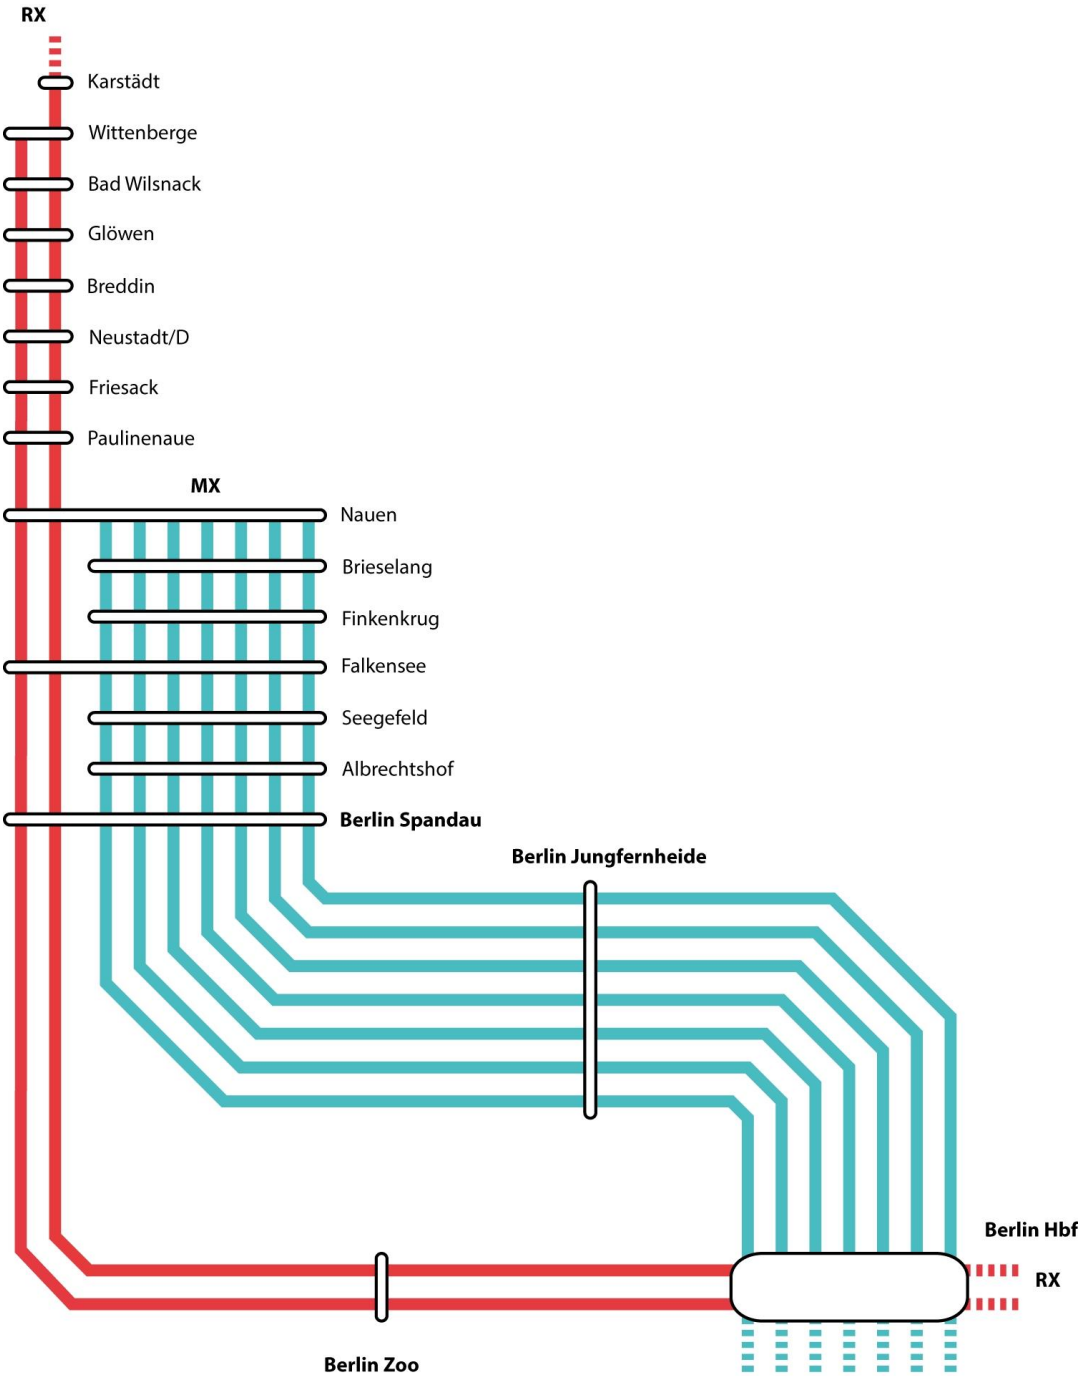 RX
Karstädt
Wittenberge
Bad Wilsnack
Glöwen
Breddin
Neustadt/D
Friesack
Paulinenaue
MX
Nauen
Brieselang
Finkenkrug
Falkensee
Seegefeld
Albrechtshof
Berlin Spandau
Berlin Jungfernheide
Berlin Hbf
RX
Berlin Zoo